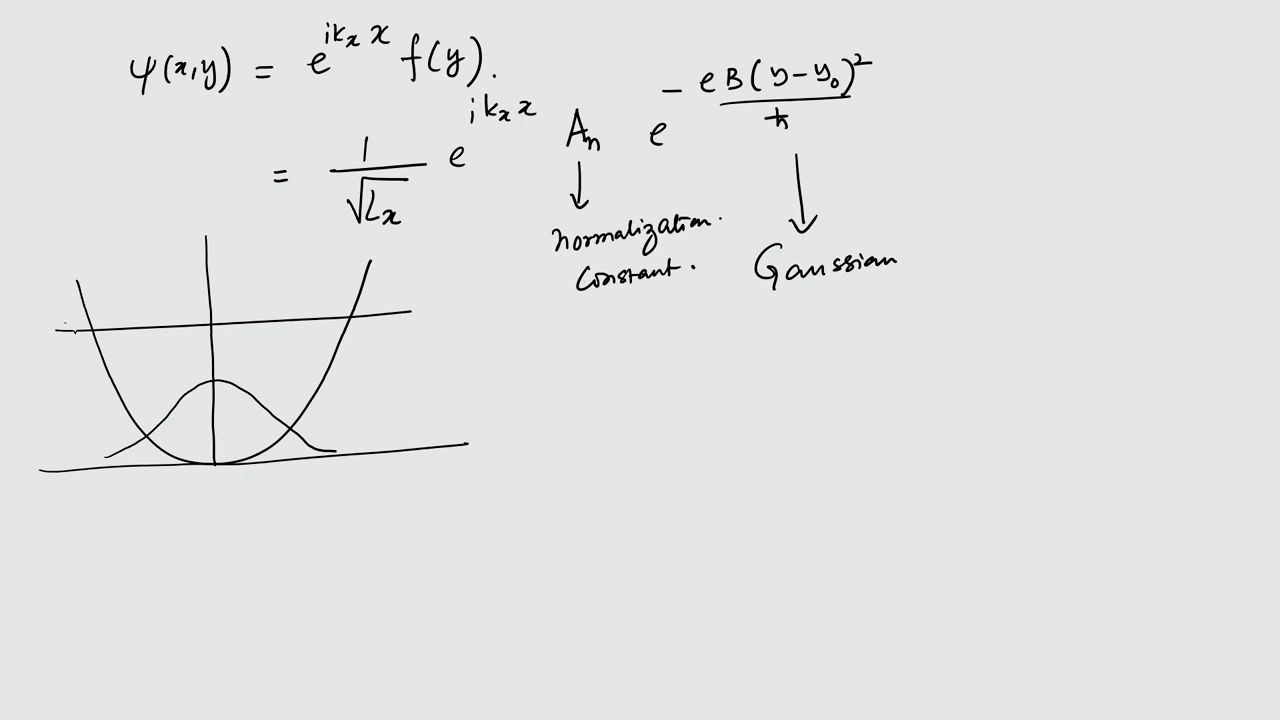 ψ(x,y) = e^{ik_x x} f(y).
= 1/√L_x e^{ik_x x} A_n e^{-eB(y-y_0)^2/ħ}
Normalization. Gaussian
Constant.